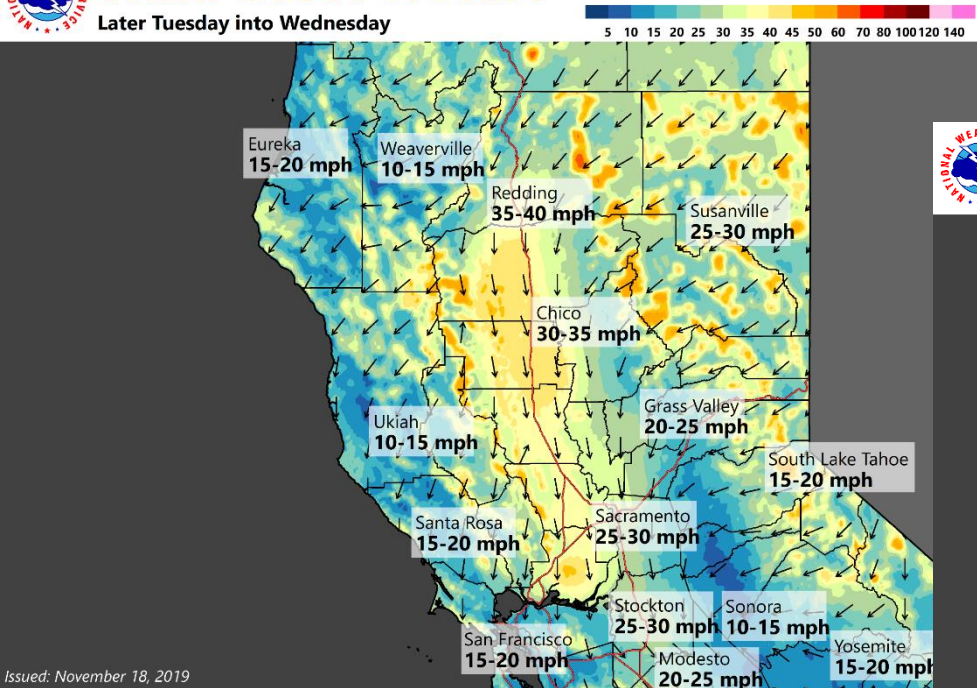 Later Tuesday into Wednesday
5 10 15 20 25 30 35 40 45 50 60 70 80 100 120 140
Eureka
15-20 mph
Weaverville
10-15 mph
Redding
35-40 mph
Susanville
25-30 mph
Chico
30-35 mph
Ukiah
10-15 mph
Grass Valley
20-25 mph
South Lake Tahoe
15-20 mph
Santa Rosa
15-20 mph
Sacramento
25-30 mph
Stockton
25-30 mph
Sonora
10-15 mph
San Francisco
15-20 mph
Modesto
20-25 mph
Yosemite
15-20 mph
Issued: November 18, 2019